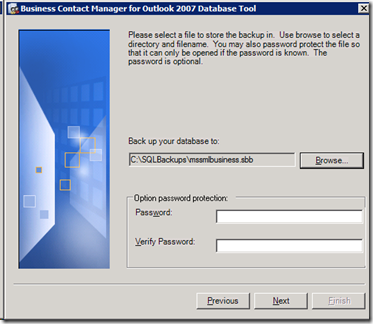 Business Contact Manager for Outlook 2007 Database Tool
Please select a file to store the backup in. Use browse to select a
directory and filename. You may also password protect the file so
that it can only be opened if the password is known. The
password is optional.
Back up your database to:
C:\SQLBackups\mssmlbusiness.sbb
Browse...
Option password protection:
Password:
Verify Password:
Previous
Next
Finish